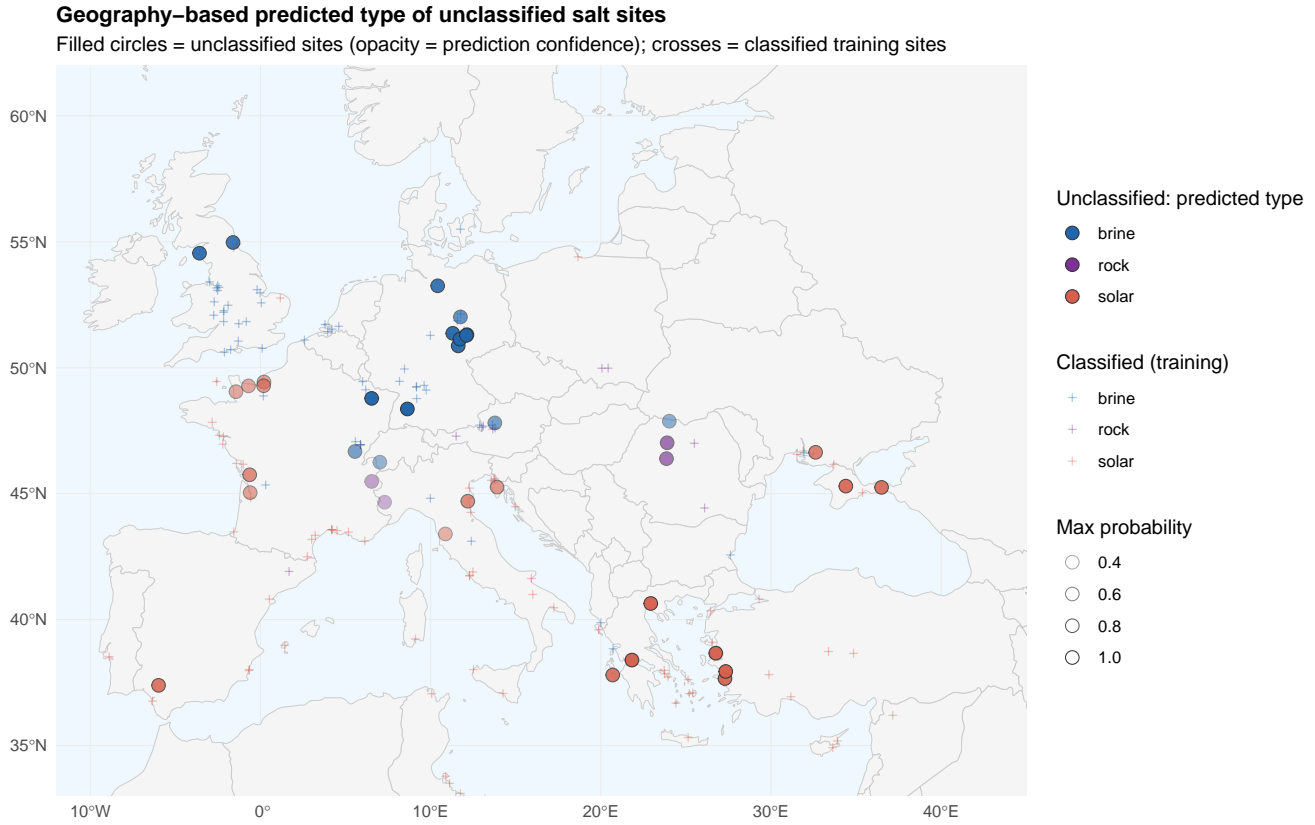 Geography−based predicted type of unclassified salt sites
Filled circles = unclassified sites (opacity = prediction confidence); crosses = classified training sites
60°N
55°N
50°N
45°N
40°N
35°N
10°W
0°
10°E
20°E
30°E
40°E
Unclassified: predicted type
brine
rock
solar
Classified (training)
brine
rock
solar
Max probability
0.4
0.6
0.8
1.0